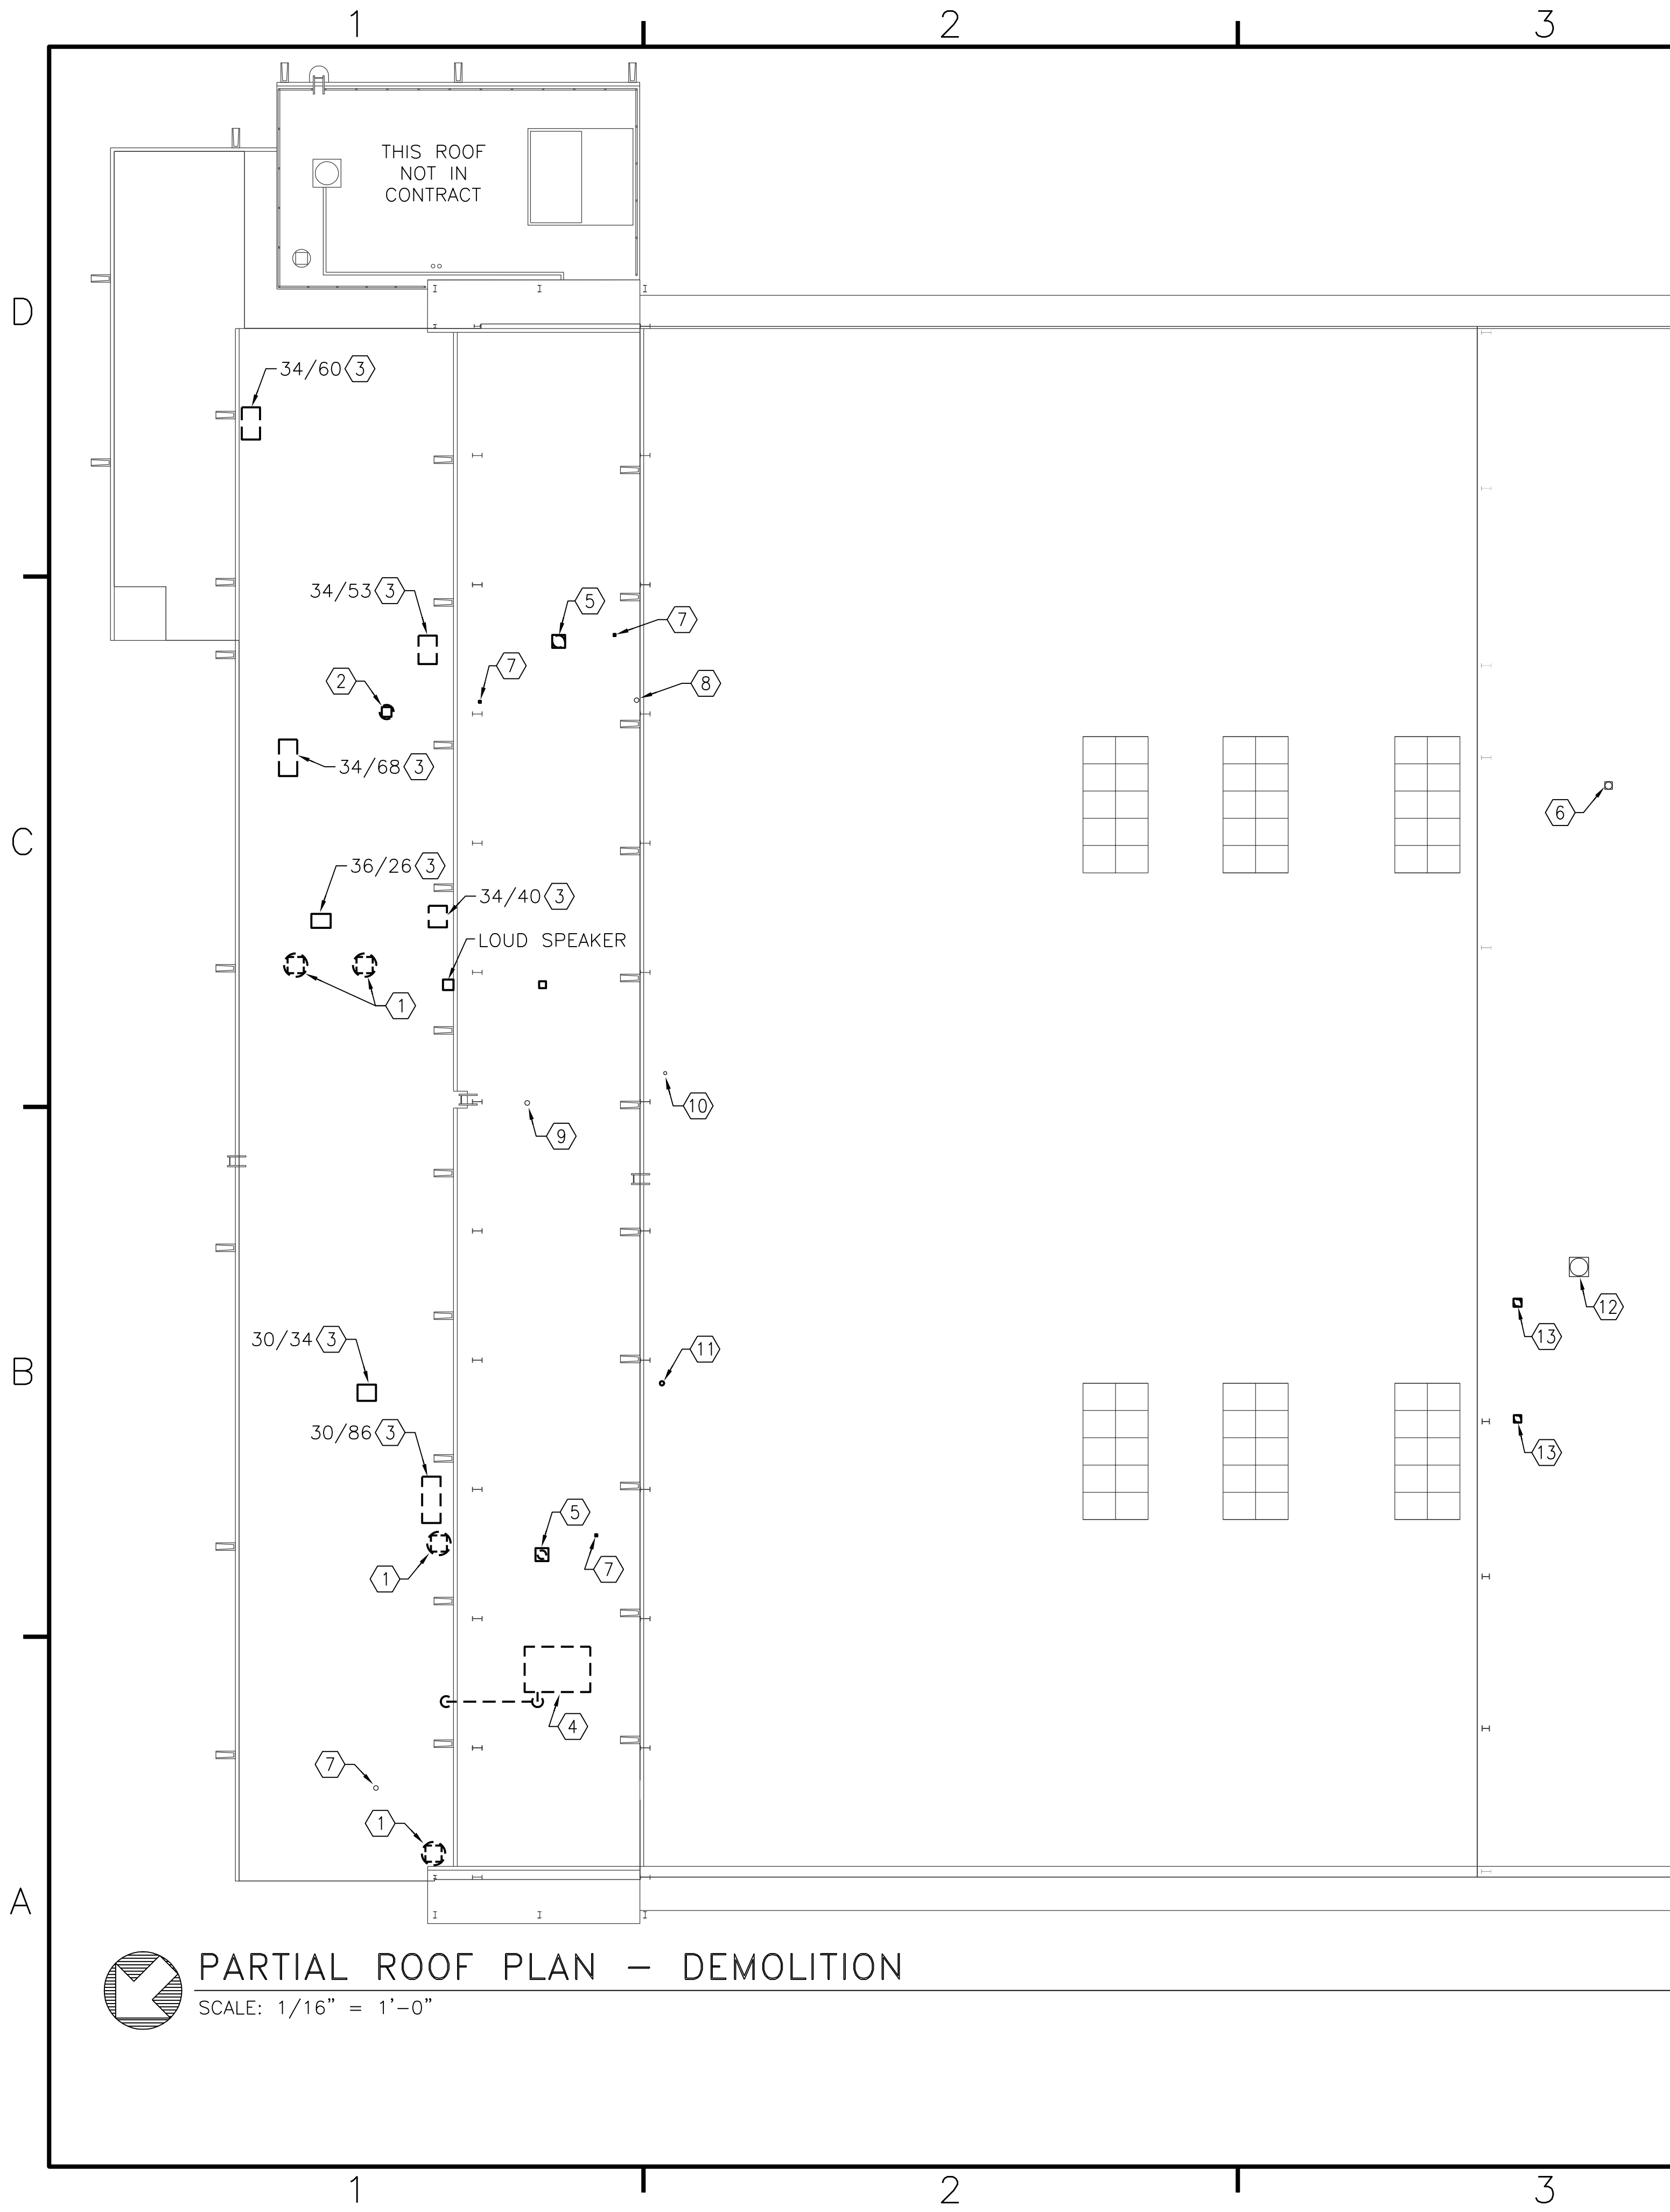 1 2 3
THIS ROOF
NOT IN
CONTRACT
D
34/60 3
34/53 3
5
7
7
2
8
34/68 3
6
C
36/26 3
34/40 3
LOUD SPEAKER
1
10
9
12
13
30/34 3
11
B
30/86 3
13
5
1
7
4
7
1
A
PARTIAL ROOF PLAN – DEMOLITION
SCALE: 1/16" = 1'–0"
1 2 3